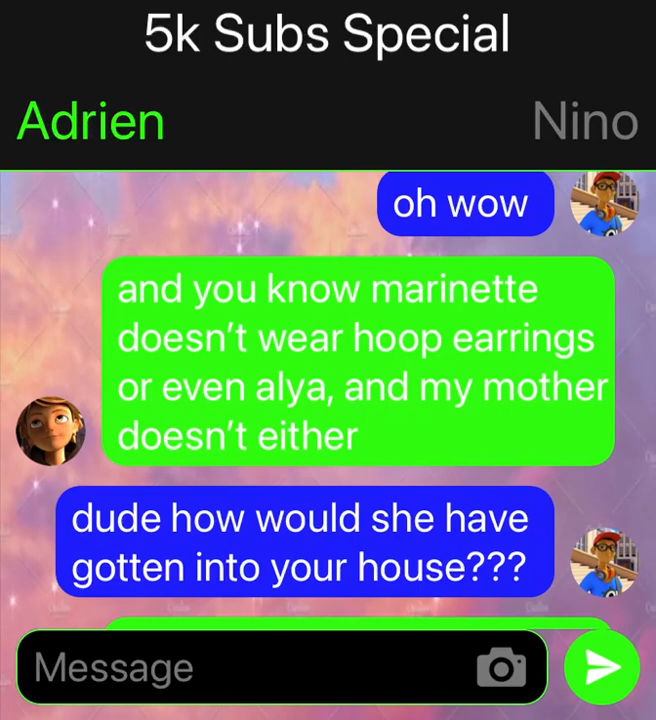 5k Subs Special
Adrien
Nino
oh wow
and you know marinette
doesn’t wear hoop earrings
or even alya, and my mother
doesn’t either
dude how would she have
gotten into your house???
Message